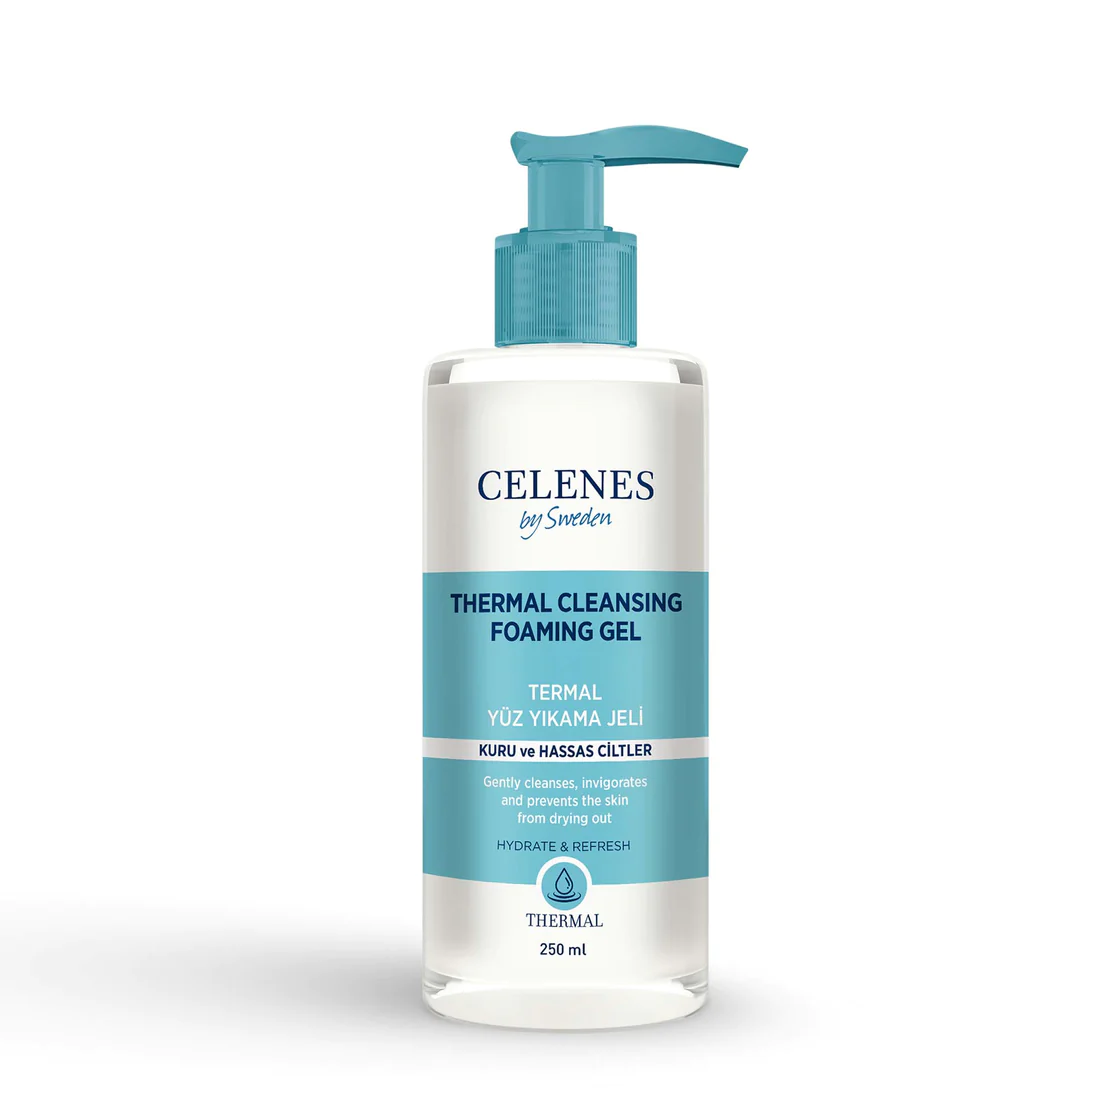 CELENES
by Sweden
THERMAL CLEANSING
FOAMING GEL
TERMAL
YÜZ YIKAMA JELİ
KURU ve HASSAS CİLTLER
Gently cleanses, invigorates
and prevents the skin
from drying out
HYDRATE & REFRESH
THERMAL
250 ml